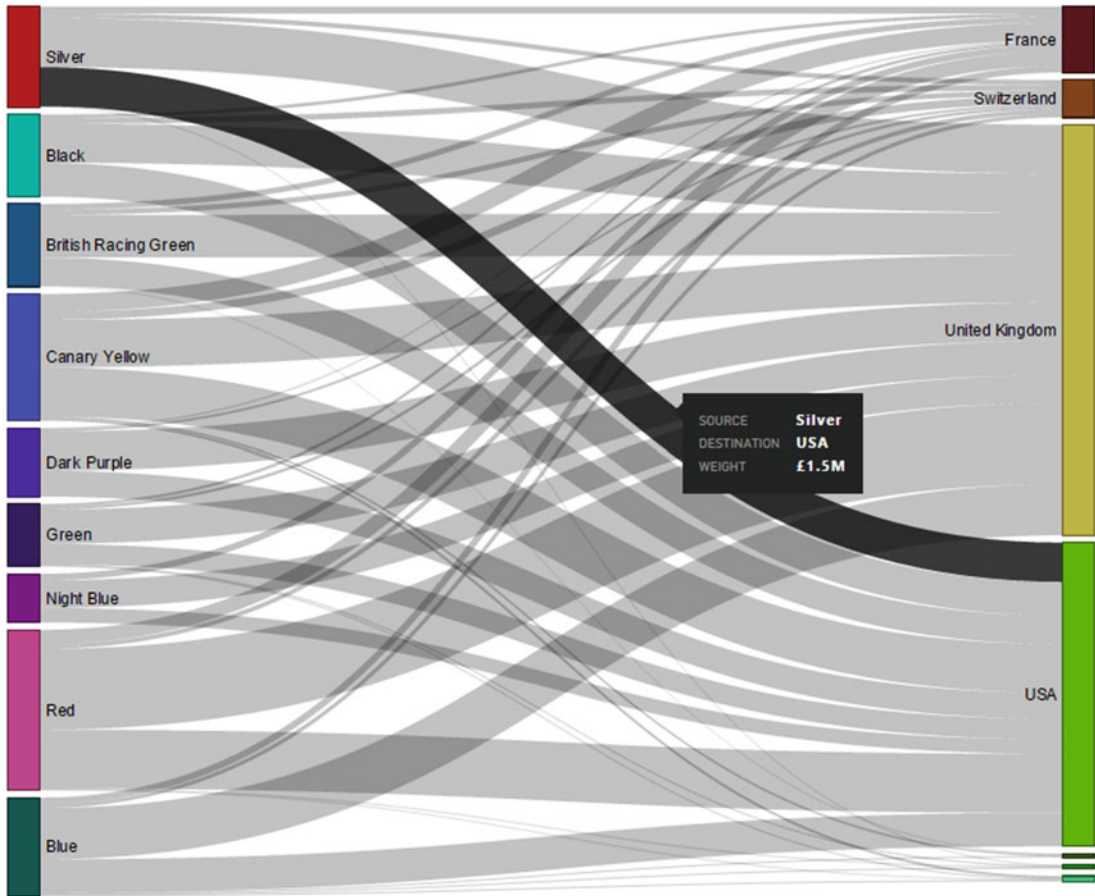 Silver
Black
British Racing Green
Canary Yellow
Dark Purple
Green
Night Blue
Red
Blue
France
Switzerland
United Kingdom
USA
SOURCE Silver
DESTINATION USA
WEIGHT £1.5M